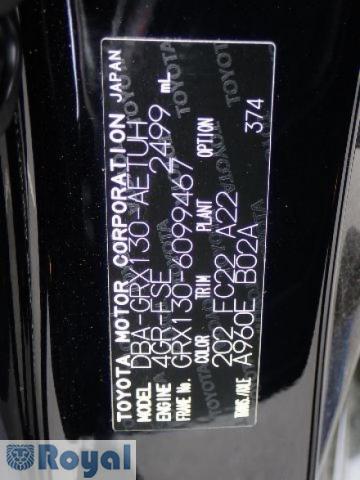 TOYOTA MOTOR CORPORATION JAPAN
MODEL DBA-GRX130-AETUH
ENGINE 4GR-FSE 2499 mL
FRAME No. GRX130-6099467
COLOR TRIM PLANT OPTION
202 FC22 A22 374
TRNS./AXLE A960E B02A
Royal